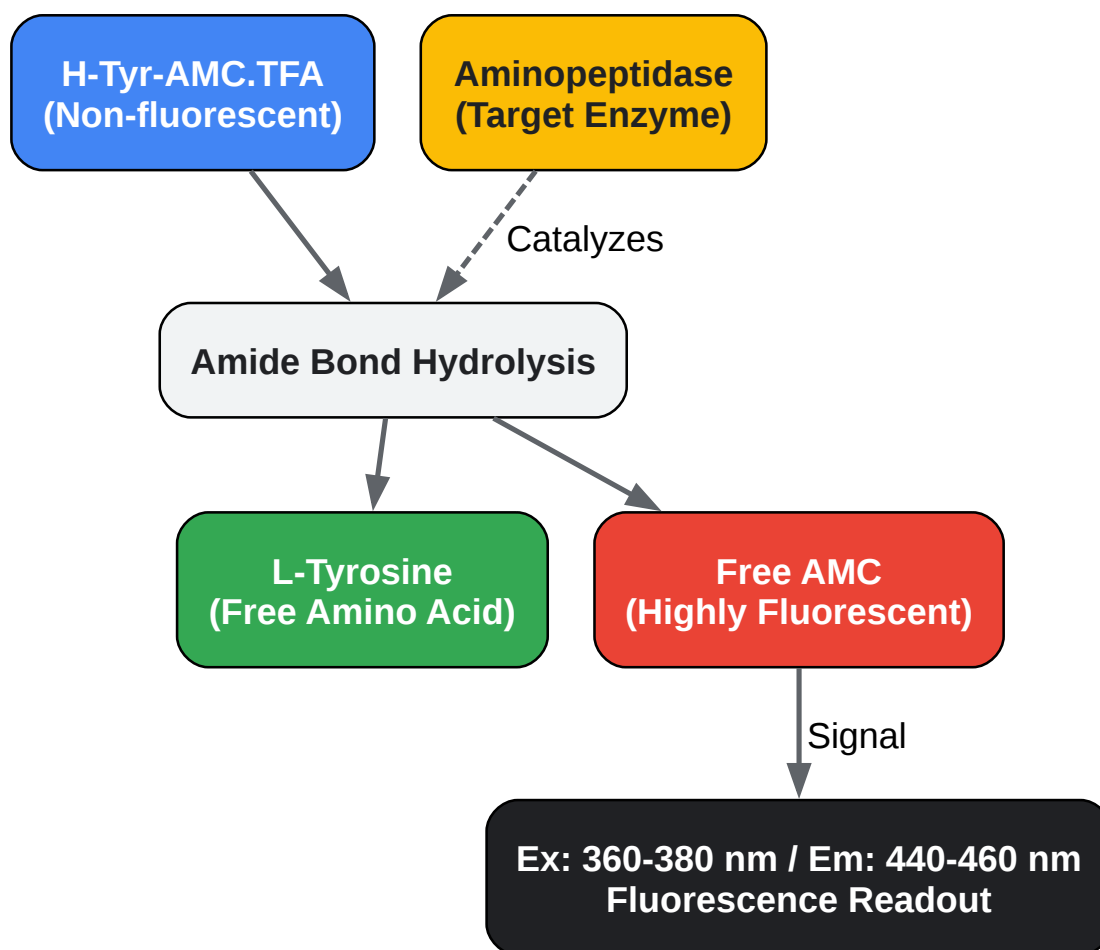 H-Tyr-AMC.TFA
(Non-fluorescent)
Aminopeptidase
(Target Enzyme)
Catalyzes
Amide Bond Hydrolysis
L-Tyrosine
(Free Amino Acid)
Free AMC
(Highly Fluorescent)
Signal
Ex: 360-380 nm / Em: 440-460 nm
Fluorescence Readout